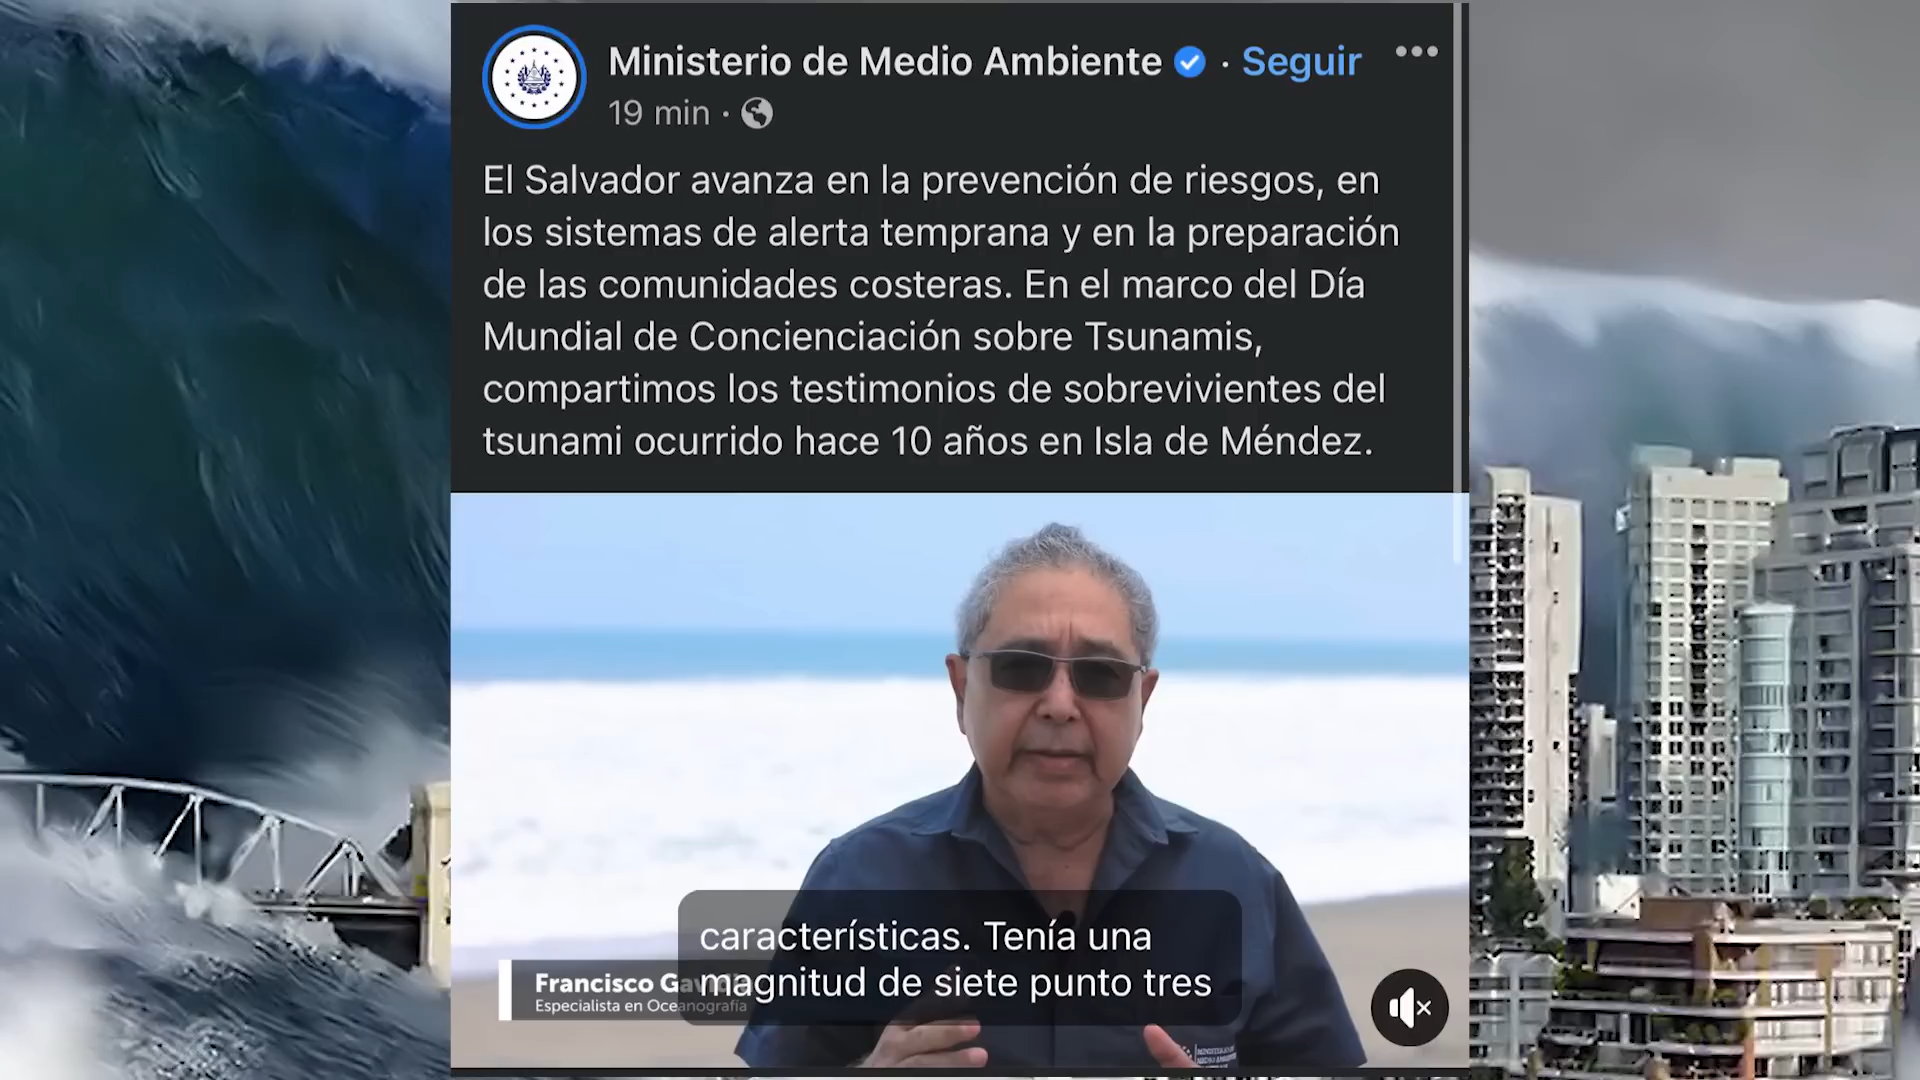 Ministerio de Medio Ambiente · Seguir
19 min ·
El Salvador avanza en la prevención de riesgos, en
los sistemas de alerta temprana y en la preparación
de las comunidades costeras. En el marco del Día
Mundial de Concienciación sobre Tsunamis,
compartimos los testimonios de sobrevivientes del
tsunami ocurrido hace 10 años en Isla de Méndez.
características. Tenía una
magnitud de siete punto tres
Francisco
Especialista en Oceanografía